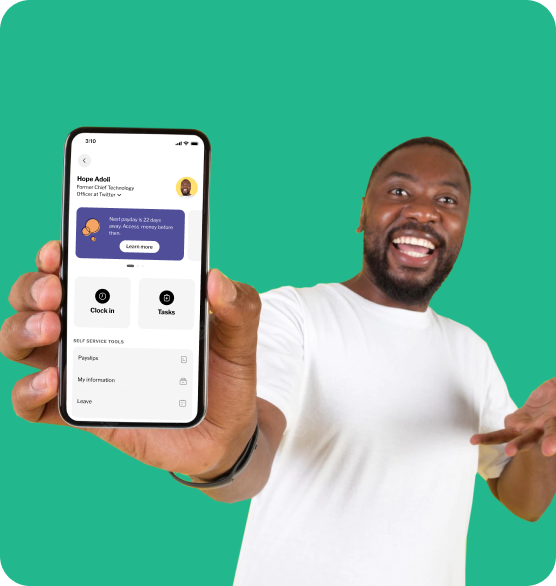 3:10
Hope Adoli
Former Chief Technology
Officer at Twitter
Next payday is 22 days
away. Access money before
then.
Learn more
Clock in
Tasks
SELF SERVICE TOOLS
Payslips
My information
Leave